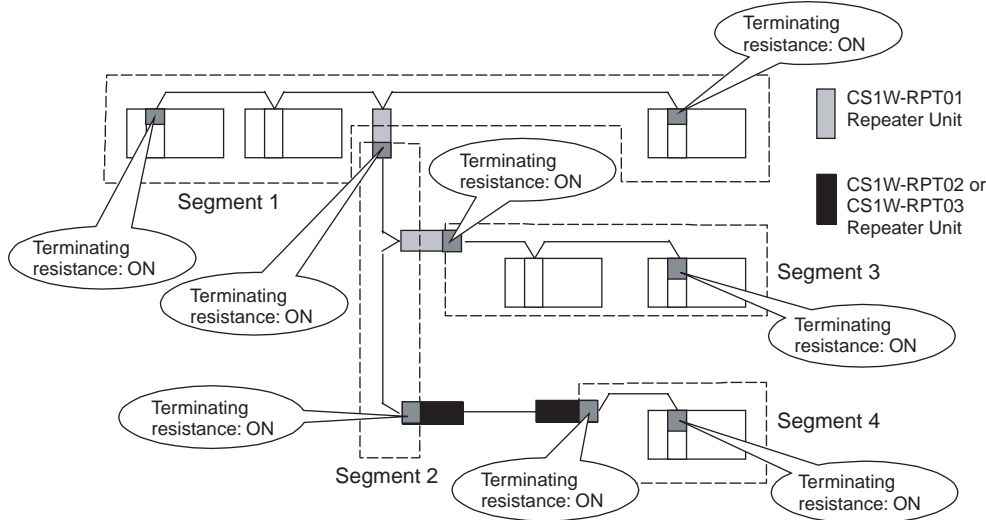 Terminating
resistance: ON
CS1W-RPT01
Repeater Unit
Terminating
resistance: ON
CS1W-RPT02 or
CS1W-RPT03
Repeater Unit
Segment 1
Terminating
resistance: ON
Segment 3
Terminating
resistance: ON
Terminating
resistance: ON
Terminating
resistance: ON
Segment 4
Segment 2
Terminating
resistance: ON
Terminating
resistance: ON